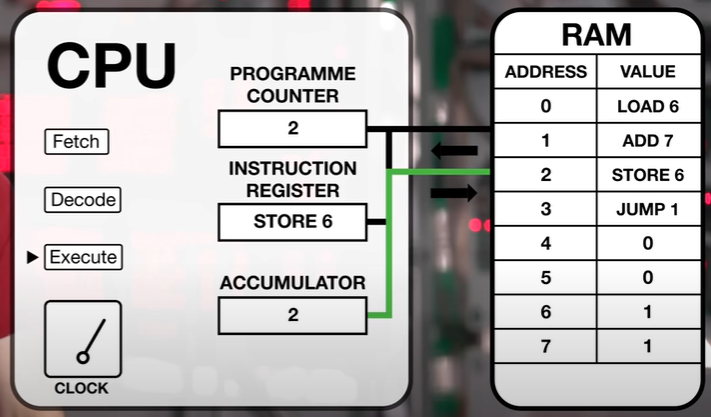 CPU
Fetch
Decode
Execute
CLOCK
PROGRAMME
COUNTER
2
INSTRUCTION
REGISTER
STORE 6
ACCUMULATOR
2
RAM
ADDRESS VALUE
0 LOAD 6
1 ADD 7
2 STORE 6
3 JUMP 1
4 0
5 0
6 1
7 1